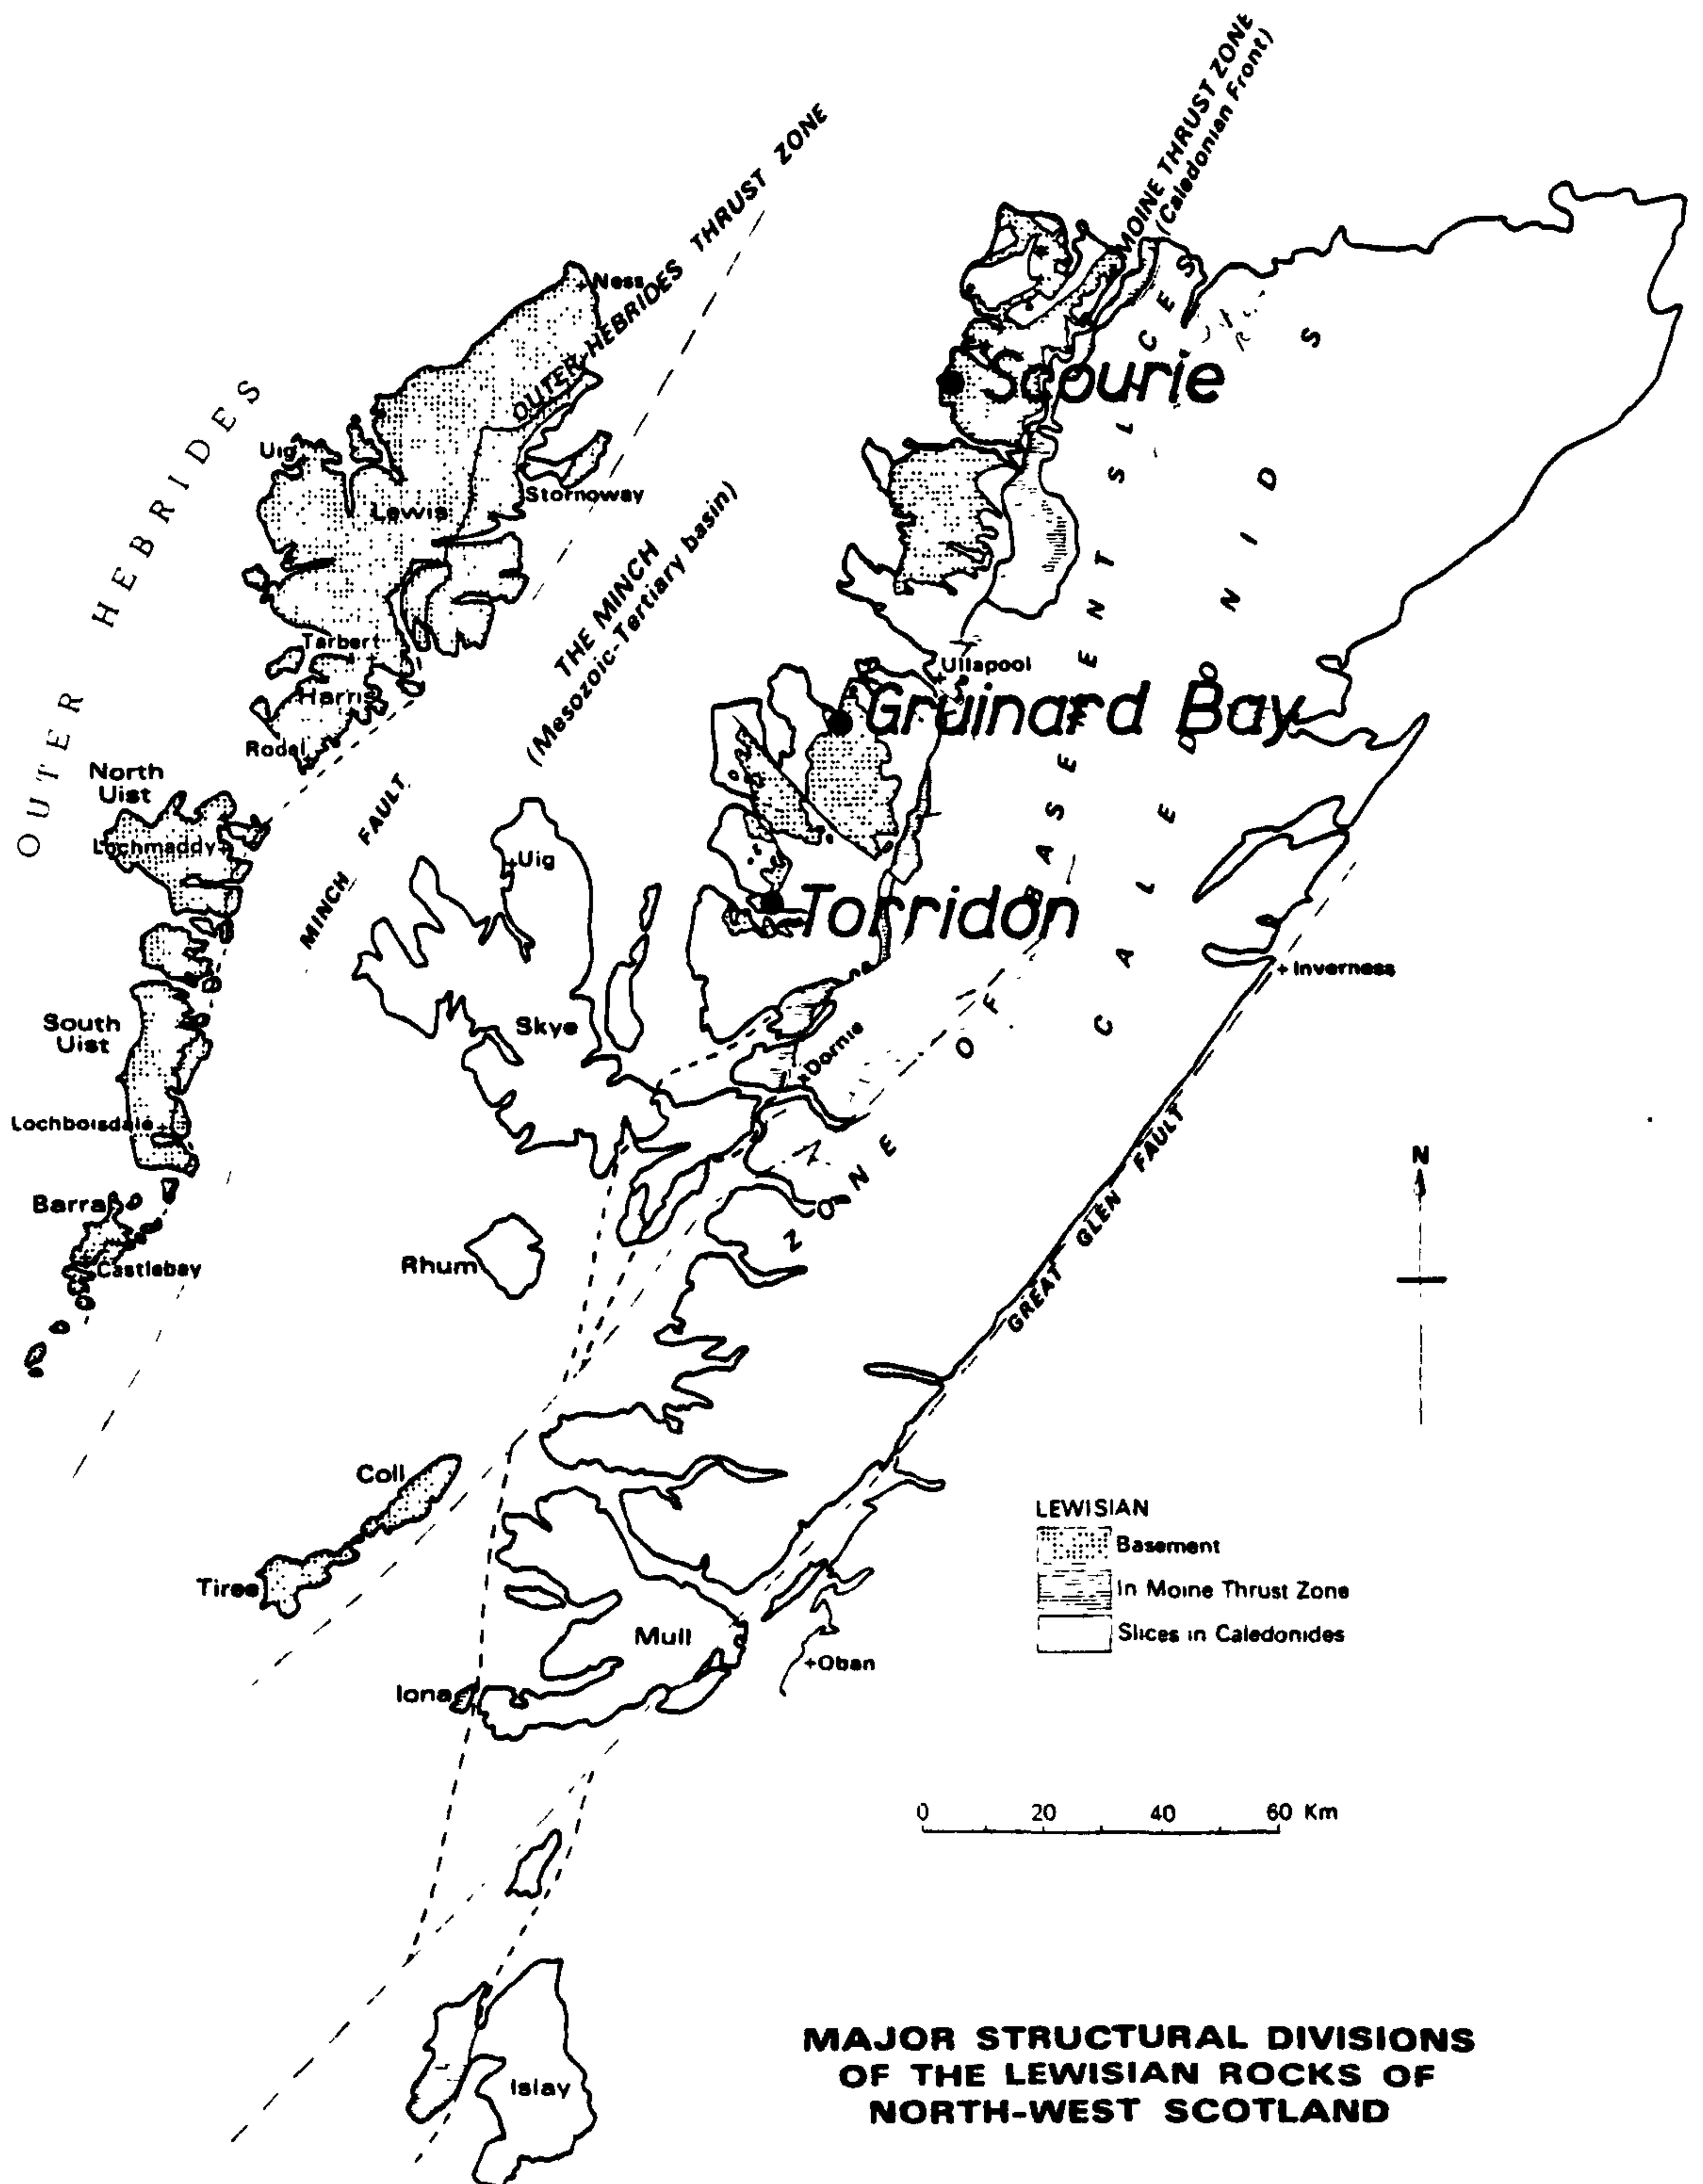 MOINE THRUST ZONE
(Caledonian Front)
OUTER HEBRIDES THRUST ZONE
Ness
OUTER HEBRIDES
Scourie
Uig
Lewis
Stornoway
THE MINCH
(Mesozoic-Tertiary basin)
Tarbert
Harris
Rodel
Ullapool
Gruinard Bay
North
Uist
Lochmaddy
MINCH FAULT
Uig
Torridon
ZONE OF BASEMENT SLICES
CALEDONIDS
Inverness
South
Uist
Skye
Dornie
Lochboisdale
GREAT GLEN FAULT
N
Barra
Castlebay
Rhum
Coll
Tiree
Mull
Oban
Iona
LEWISIAN
Basement
In Moine Thrust Zone
Slices in Caledonides
0 20 40 60 Km
Islay
MAJOR STRUCTURAL DIVISIONS
OF THE LEWISIAN ROCKS OF
NORTH-WEST SCOTLAND